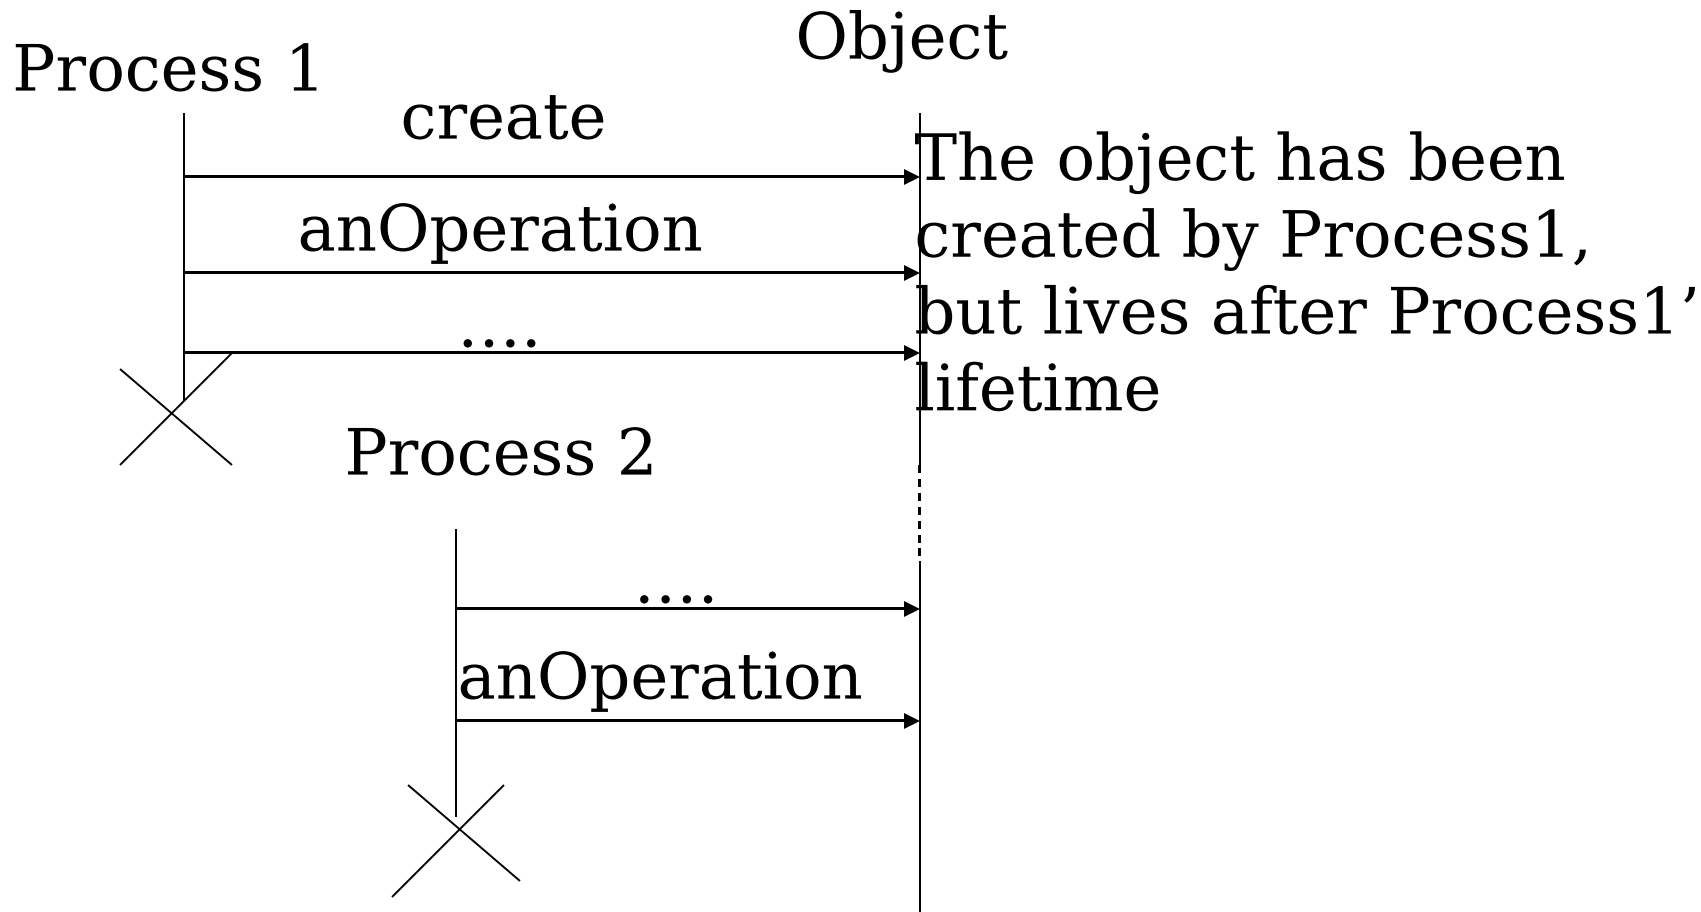 Object
Process 1
create
The object has been
created by Process1,
but lives after Process1’
lifetime
anOperation
....
Process 2
....
anOperation